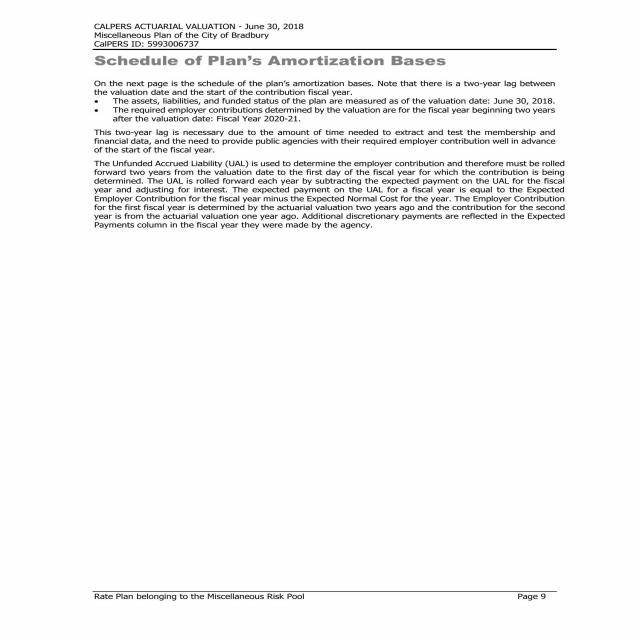 CALPERS ACTUARIAL VALUATION - June 30, 2018
Miscellaneous Plan of the City of Bradbury
CalPERS ID: 5993006737
Schedule of Plan's Amortization Bases
On the next page is the schedule of the plan's amortization bases. Note that there is a two-year lag between
the valuation date and the start of the contribution fiscal year.
• The assets, liabilities, and funded status of the plan are measured as of the valuation date: June 30, 2018.
• The required employer contributions determined by the valuation are for the fiscal year beginning two years
after the valuation date: Fiscal Year 2020-21.
This two-year lag is necessary due to the amount of time needed to extract and test the membership and
financial data, and the need to provide public agencies with their required employer contribution well in advance
of the start of the fiscal year.
The Unfunded Accrued Liability (UAL) is used to determine the employer contribution and therefore must be rolled
forward two years from the valuation date to the first day of the fiscal year for which the contribution is being
determined. The UAL is rolled forward each year by subtracting the expected payment on the UAL for the fiscal
year and adjusting for interest. The expected payment on the UAL for a fiscal year is equal to the Expected
Employer Contribution for the fiscal year minus the Expected Normal Cost for the year. The Employer Contribution
for the first fiscal year is determined by the actuarial valuation two years ago and the contribution for the second
year is from the actuarial valuation one year ago. Additional discretionary payments are reflected in the Expected
Payments column in the fiscal year they were made by the agency.
Rate Plan belonging to the Miscellaneous Risk Pool Page 9